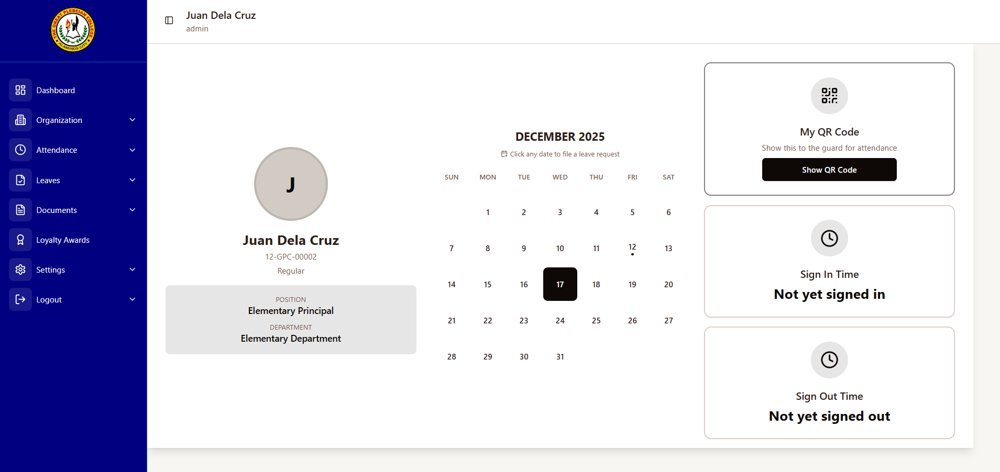 THE GREAT PLEBEIAN COLLEGE
ALAMINOS CITY
Dashboard
Organization
Attendance
Leaves
Documents
Loyalty Awards
Settings
Logout
Juan Dela Cruz
admin
J
Juan Dela Cruz
12-GPC-00002
Regular
POSITION
Elementary Principal
DEPARTMENT
Elementary Department
DECEMBER 2025
Click any date to file a leave request
SUN MON TUE WED THU FRI SAT
1 2 3 4 5 6
7 8 9 10 11 12 13
14 15 16 17 18 19 20
21 22 23 24 25 26 27
28 29 30 31
My QR Code
Show this to the guard for attendance
Show QR Code
Sign In Time
Not yet signed in
Sign Out Time
Not yet signed out